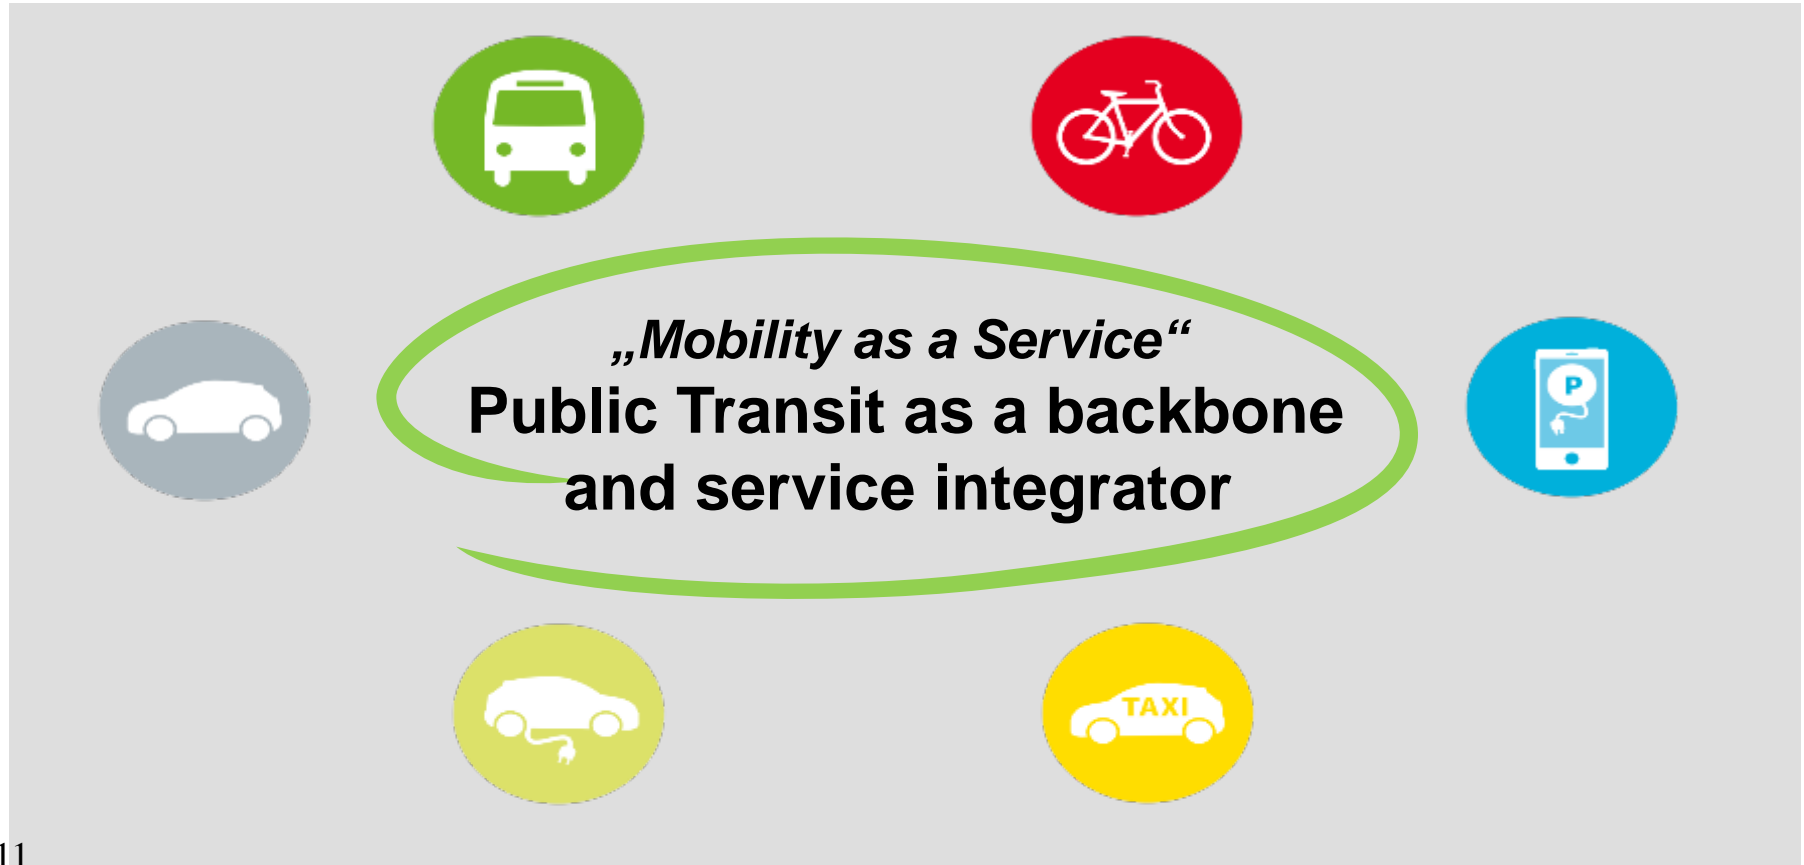 „Mobility as a Service“
Public Transit as a backbone
and service integrator
P
TAXI
11